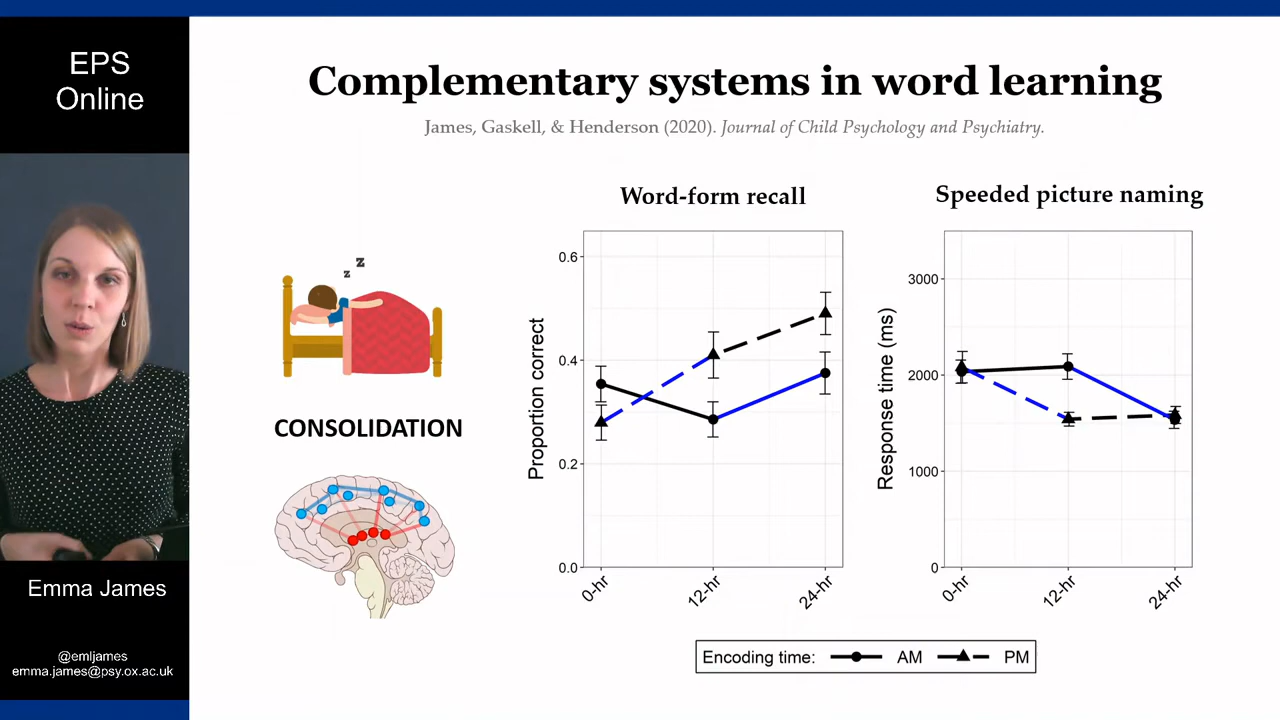 EPS
Online
Complementary systems in word learning
James, Gaskell, & Henderson (2020). Journal of Child Psychology and Psychiatry.
z
z
CONSOLIDATION
Word-form recall
Proportion correct
0.6
0.4
0.2
0.0
0-hr
12-hr
24-hr
Speeded picture naming
Response time (ms)
3000
2000
1000
0
0-hr
12-hr
24-hr
Encoding time: AM PM
Emma James
@emljames
emma.james@psy.ox.ac.uk